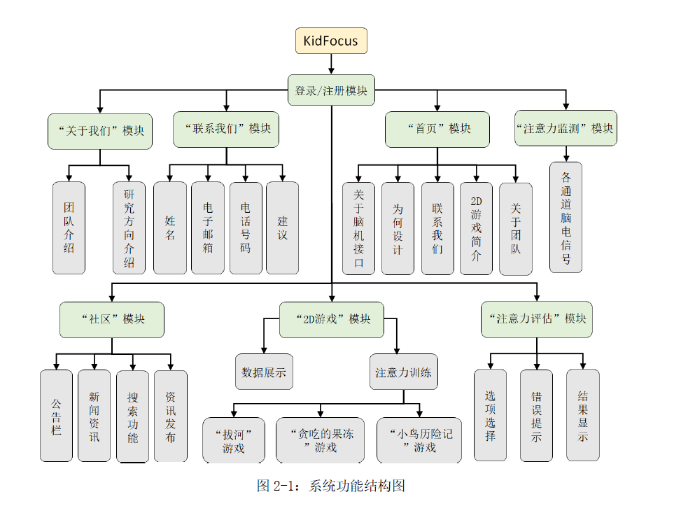 KidFocus
登录/注册模块
“关于我们”模块
“联系我们”模块
“首页”模块
“注意力监测”模块
团队介绍
研究方向介绍
姓名
电子邮箱
电话号码
建议
关于脑机接口
为何设计
联系我们
2D游戏简介
关于团队
各通道脑电信号
“社区”模块
“2D游戏”模块
“注意力评估”模块
数据展示
注意力训练
公告栏
新闻资讯
搜索功能
资讯发布
“拔河”
游戏
“贪吃的果冻
”游戏
“小鸟历险记
”游戏
选项选择
错误提示
结果显示
图 2-1：系统功能结构图